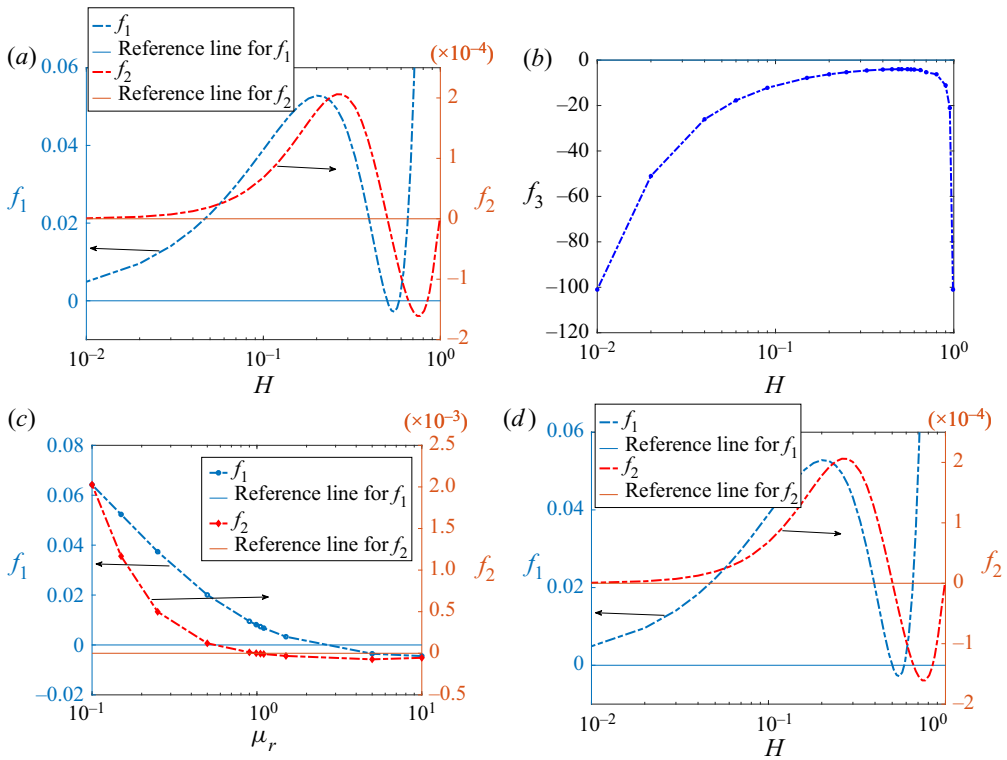 (a)
f1
Reference line for f1
f2
Reference line for f2
(×10–4)
0.06
0.04
0.02
0
f1
2
1
0
–1
–2
f2
10–2
10–1
100
H
(b)
0
–20
–40
–60
–80
–100
–120
f3
10–2
10–1
100
H
(c)
(×10–3)
0.08
0.06
0.04
0.02
0
–0.02
f1
f1
Reference line for f1
f2
Reference line for f2
2.5
2.0
1.5
1.0
0.5
0
–0.5
f2
10–1
100
101
μr
(d)
f1
Reference line for f1
f2
Reference line for f2
(×10–4)
0.06
0.04
0.02
0
f1
2
1
0
–1
–2
f2
10–2
10–1
100
H